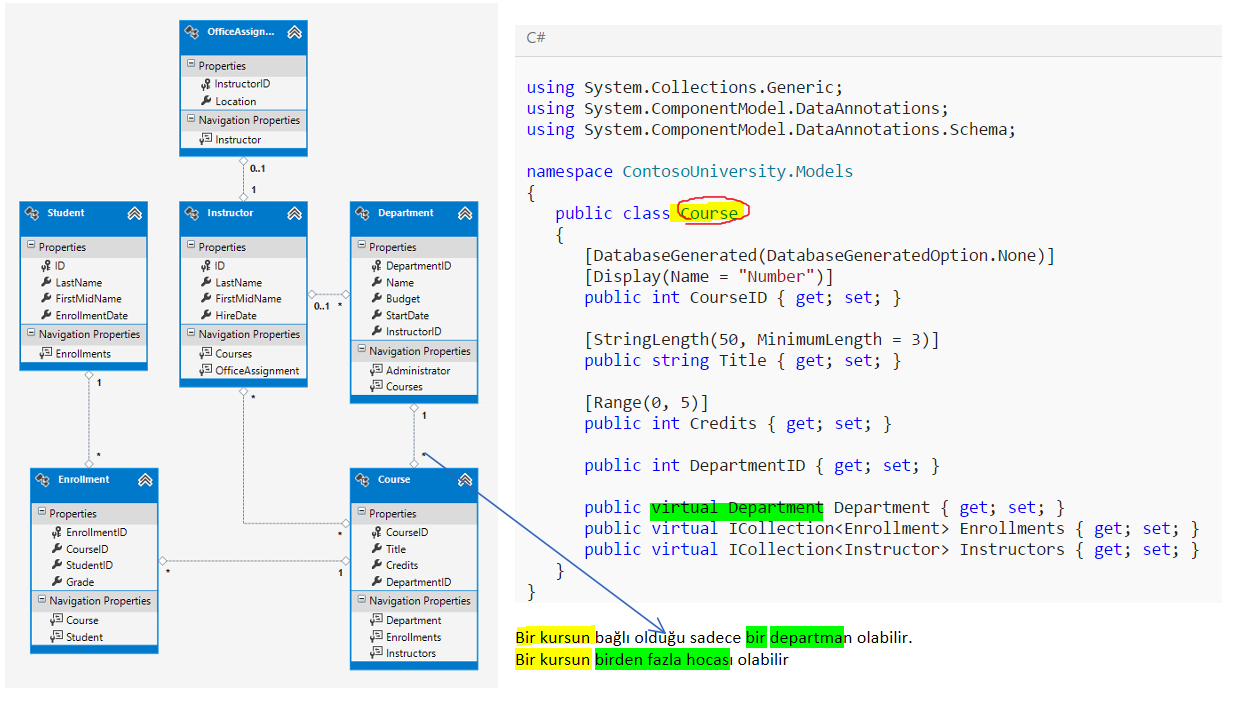 OfficeAssign...
Properties
InstructorID
Location
Navigation Properties
Instructor
0..1
1
Student
Properties
ID
LastName
FirstMidName
EnrollmentDate
Navigation Properties
Enrollments
Instructor
Properties
ID
LastName
FirstMidName
HireDate
Navigation Properties
Courses
OfficeAssignment
0..1 *
Department
Properties
DepartmentID
Name
Budget
StartDate
InstructorID
Navigation Properties
Administrator
Courses
1
*
*
1
*
Enrollment
Properties
EnrollmentID
CourseID
StudentID
Grade
Navigation Properties
Course
Student
*
*
1
Course
Properties
CourseID
Title
Credits
DepartmentID
Navigation Properties
Department
Enrollments
Instructors
C#
using System.Collections.Generic;
using System.ComponentModel.DataAnnotations;
using System.ComponentModel.DataAnnotations.Schema;
namespace ContosoUniversity.Models
{
public class Course
{
[DatabaseGenerated(DatabaseGeneratedOption.None)]
[Display(Name = "Number")]
public int CourseID { get; set; }
[StringLength(50, MinimumLength = 3)]
public string Title { get; set; }
[Range(0, 5)]
public int Credits { get; set; }
public int DepartmentID { get; set; }
public virtual Department Department { get; set; }
public virtual ICollection<Enrollment> Enrollments { get; set; }
public virtual ICollection<Instructor> Instructors { get; set; }
}
}
Bir kursun bağlı olduğu sadece bir departman olabilir.
Bir kursun birden fazla hocası olabilir